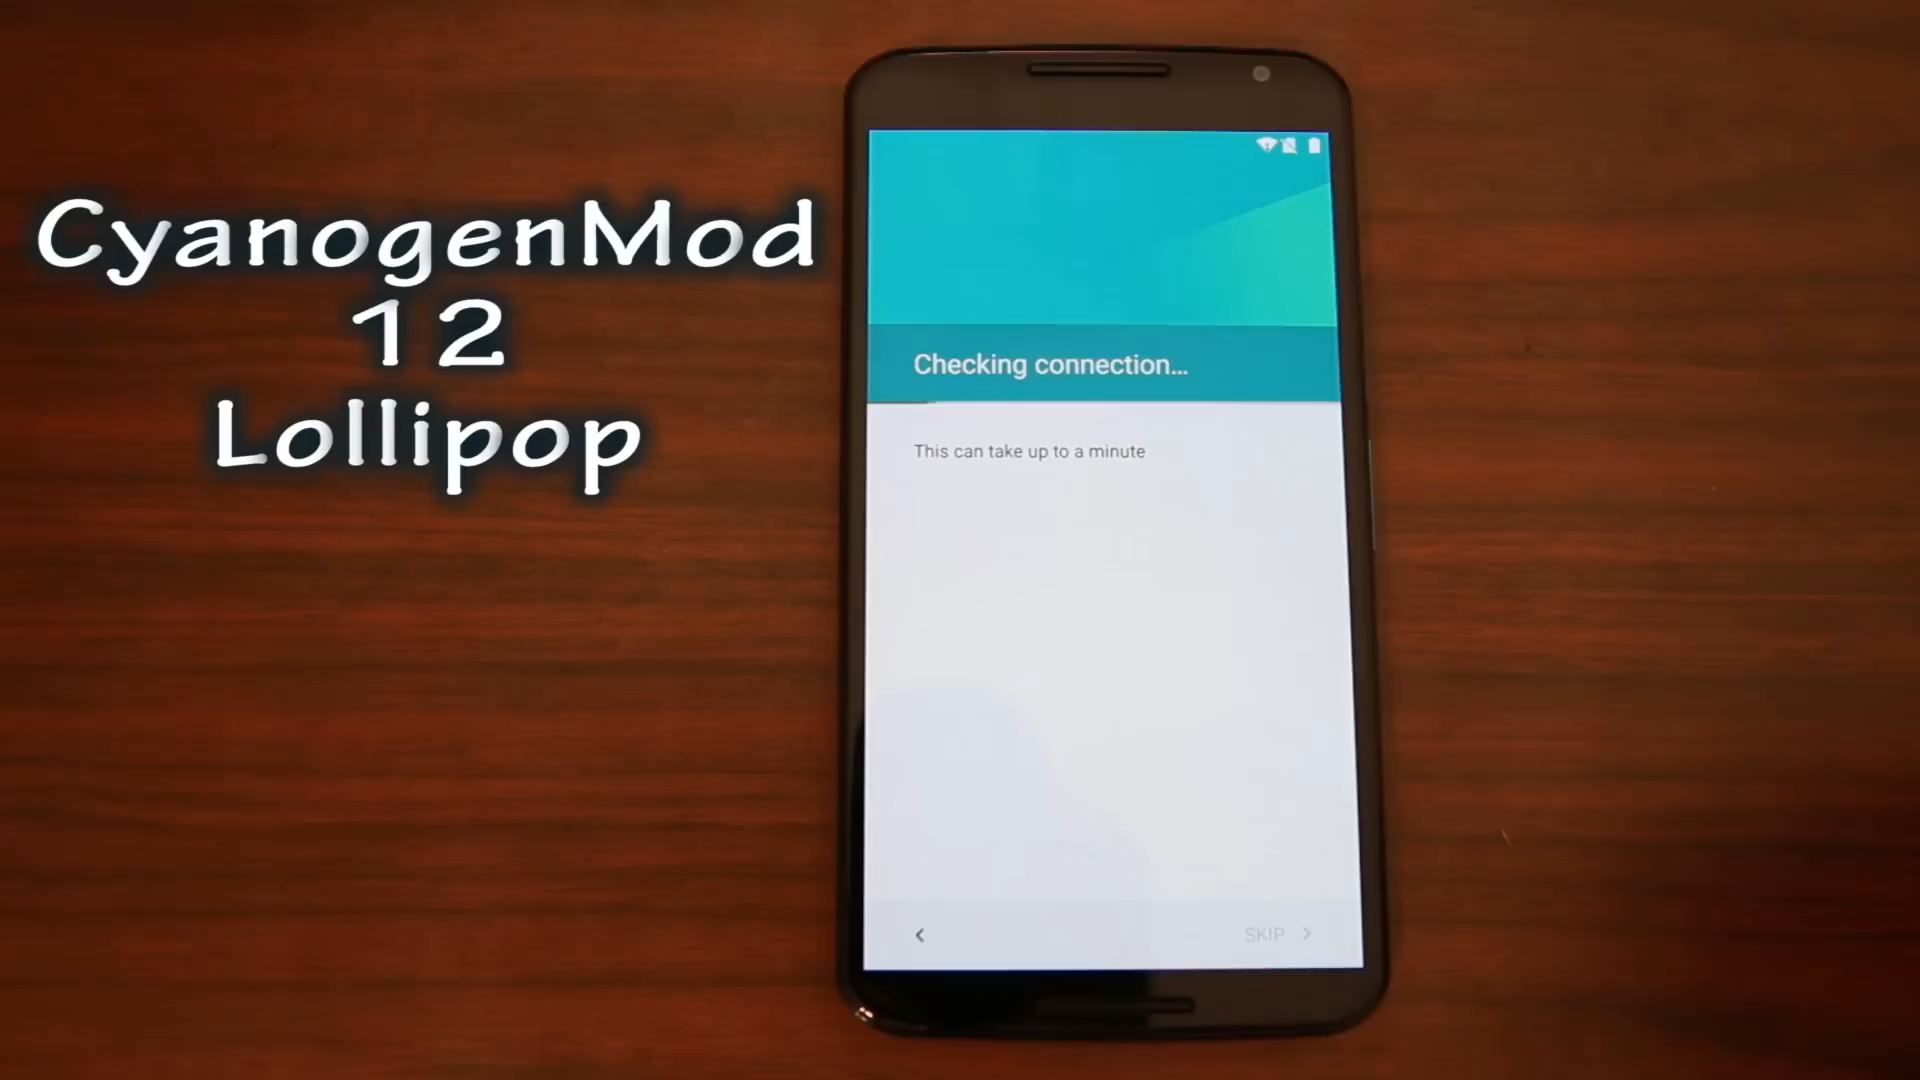 CyanogenMod
12
Lollipop
Checking connection...
This can take up to a minute
SKIP